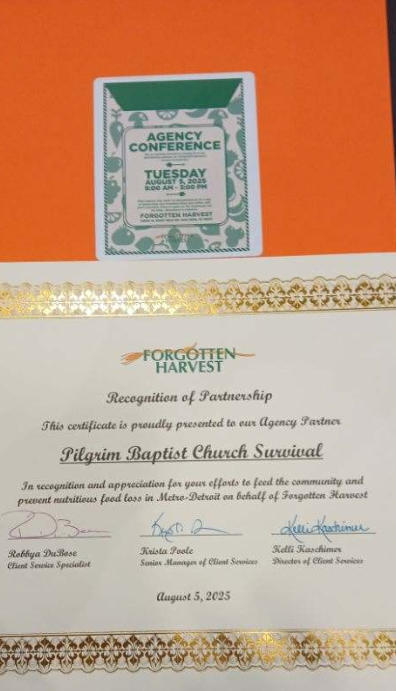 AGENCY
CONFERENCE
TUESDAY
AUGUST 5, 2025
9:00 AM - 3:00 PM
FORGOTTEN HARVEST
FORGOTTEN
HARVEST
Recognition of Partnership
This certificate is proudly presented to our Agency Partner
Pilgrim Baptist Church Survival
In recognition and appreciation for your efforts to feed the community and
prevent nutritious food loss in Metro-Detroit on behalf of Forgotten Harvest
Kelli Kaschimer
Robbya DuBose
Client Service Specialist
Krista Poole
Senior Manager of Client Services
Kelli Kaschimer
Director of Client Services
August 5, 2025